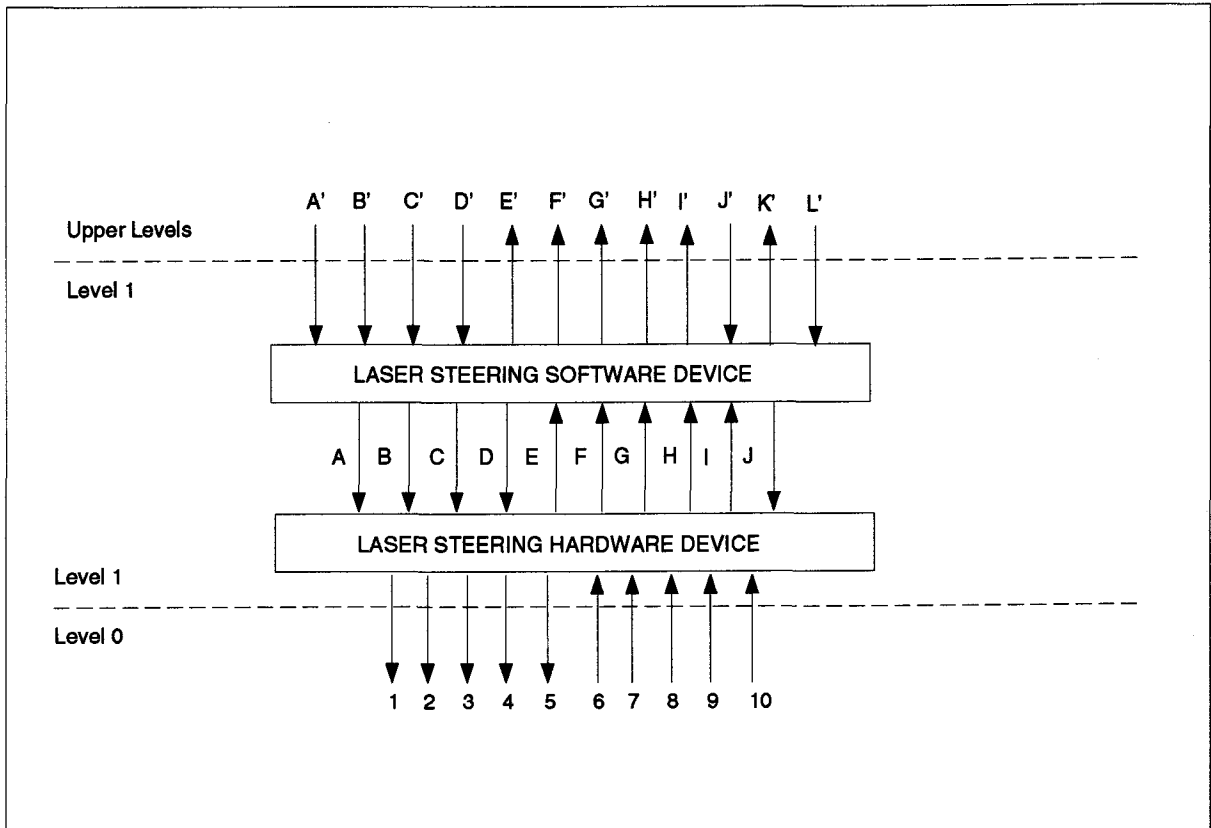 A' B' C' D' E' F' G' H' I' J' K' L'
Upper Levels
Level 1
LASER STEERING SOFTWARE DEVICE
A B C D E F G H I J
LASER STEERING HARDWARE DEVICE
Level 1
Level 0
1 2 3 4 5 6 7 8 9 10